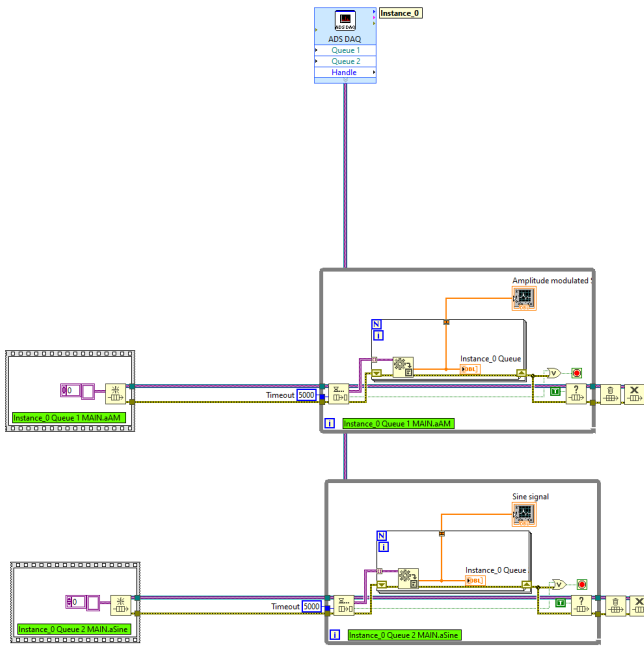 Instance_0
ADS DAQ
ADS DAQ
Queue 1
Queue 2
Handle
Amplitude modulated S
N
i
Instance_0 Queue
DBL
0
Timeout 5000
Instance_0 Queue 1 MAIN.aAM
i
Instance_0 Queue 1 MAIN.aAM
Sine signal
N
i
Instance_0 Queue
DBL
0
Timeout 5000
Instance_0 Queue 2 MAIN.aSine
i
Instance_0 Queue 2 MAIN.aSine